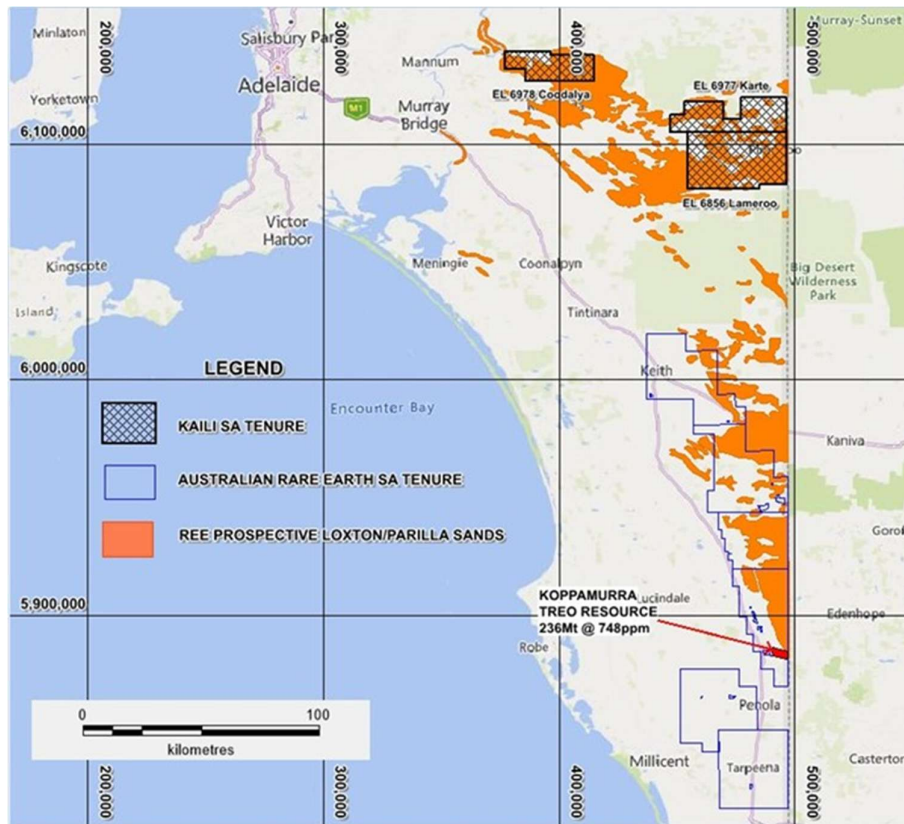 Minlaton
200,000
Salisbury Par
300,000
400,000
500,000
Murray-Sunset
Mannum
Adelaide
EL 6977 Karte
Yorketown
EL 6978 Coodalya
M1
Murray
Bridge
6,100,000
EL 6856 Lameroo
Victor
Harbor
Kingscote
Meningie
Coonalpyn
Big Desert
Wilderness
Park
Island
Tintinara
LEGEND
Keith
6,000,000
Encounter Bay
KAILI SA TENURE
Kaniva
AUSTRALIAN RARE EARTH SA TENURE
REE PROSPECTIVE LOXTON/PARILLA SANDS
Gorok
KOPPAMURRA
TREO RESOURCE
236Mt @ 748ppm
Lucindale
5,900,000
Edenhope
Robe
0
100
kilometres
Penola
Millicent
Tarpeena
Casterton
200,000
300,000
400,000
500,000